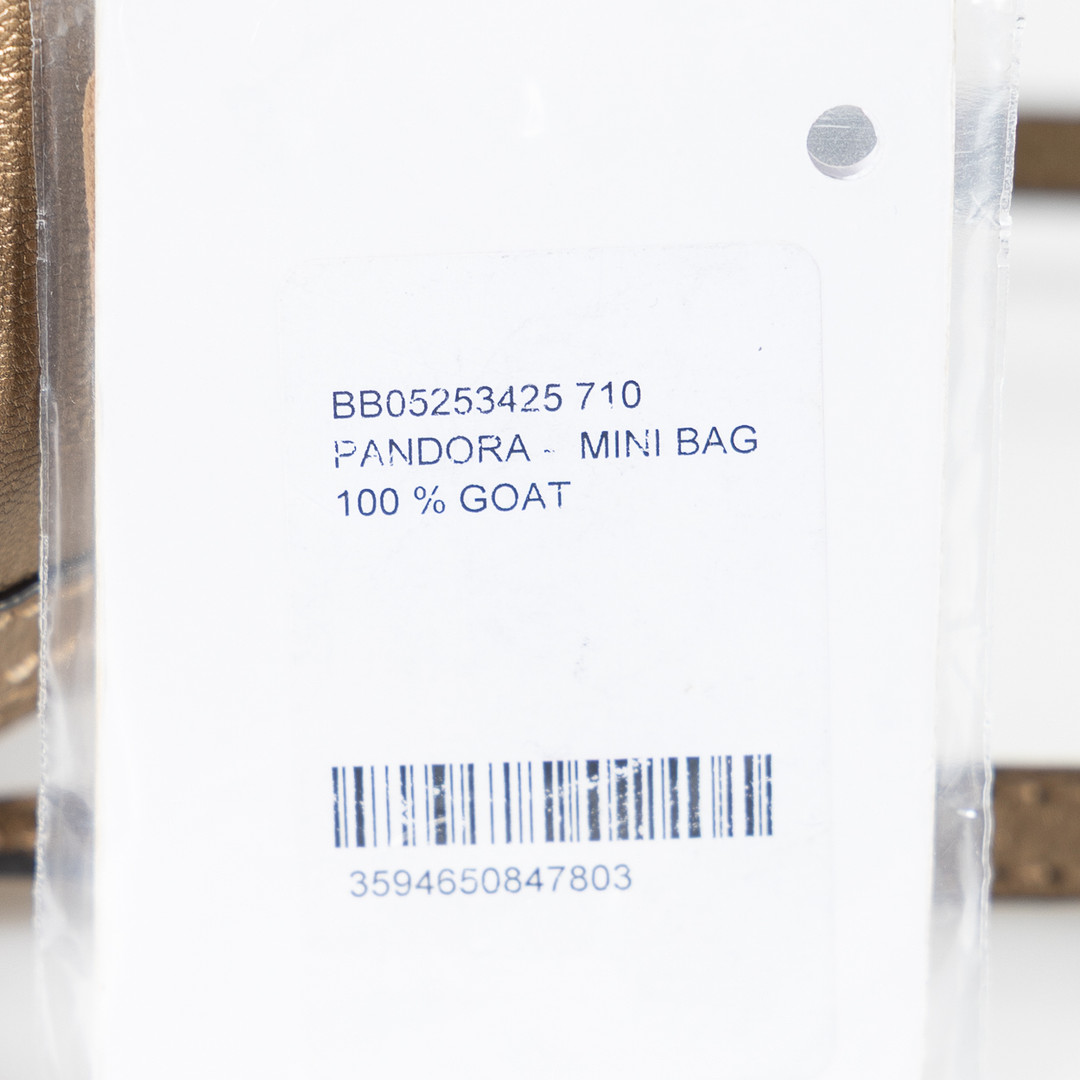 BB05253425 710
PANDORA - MINI BAG
100 % GOAT
3594650847803